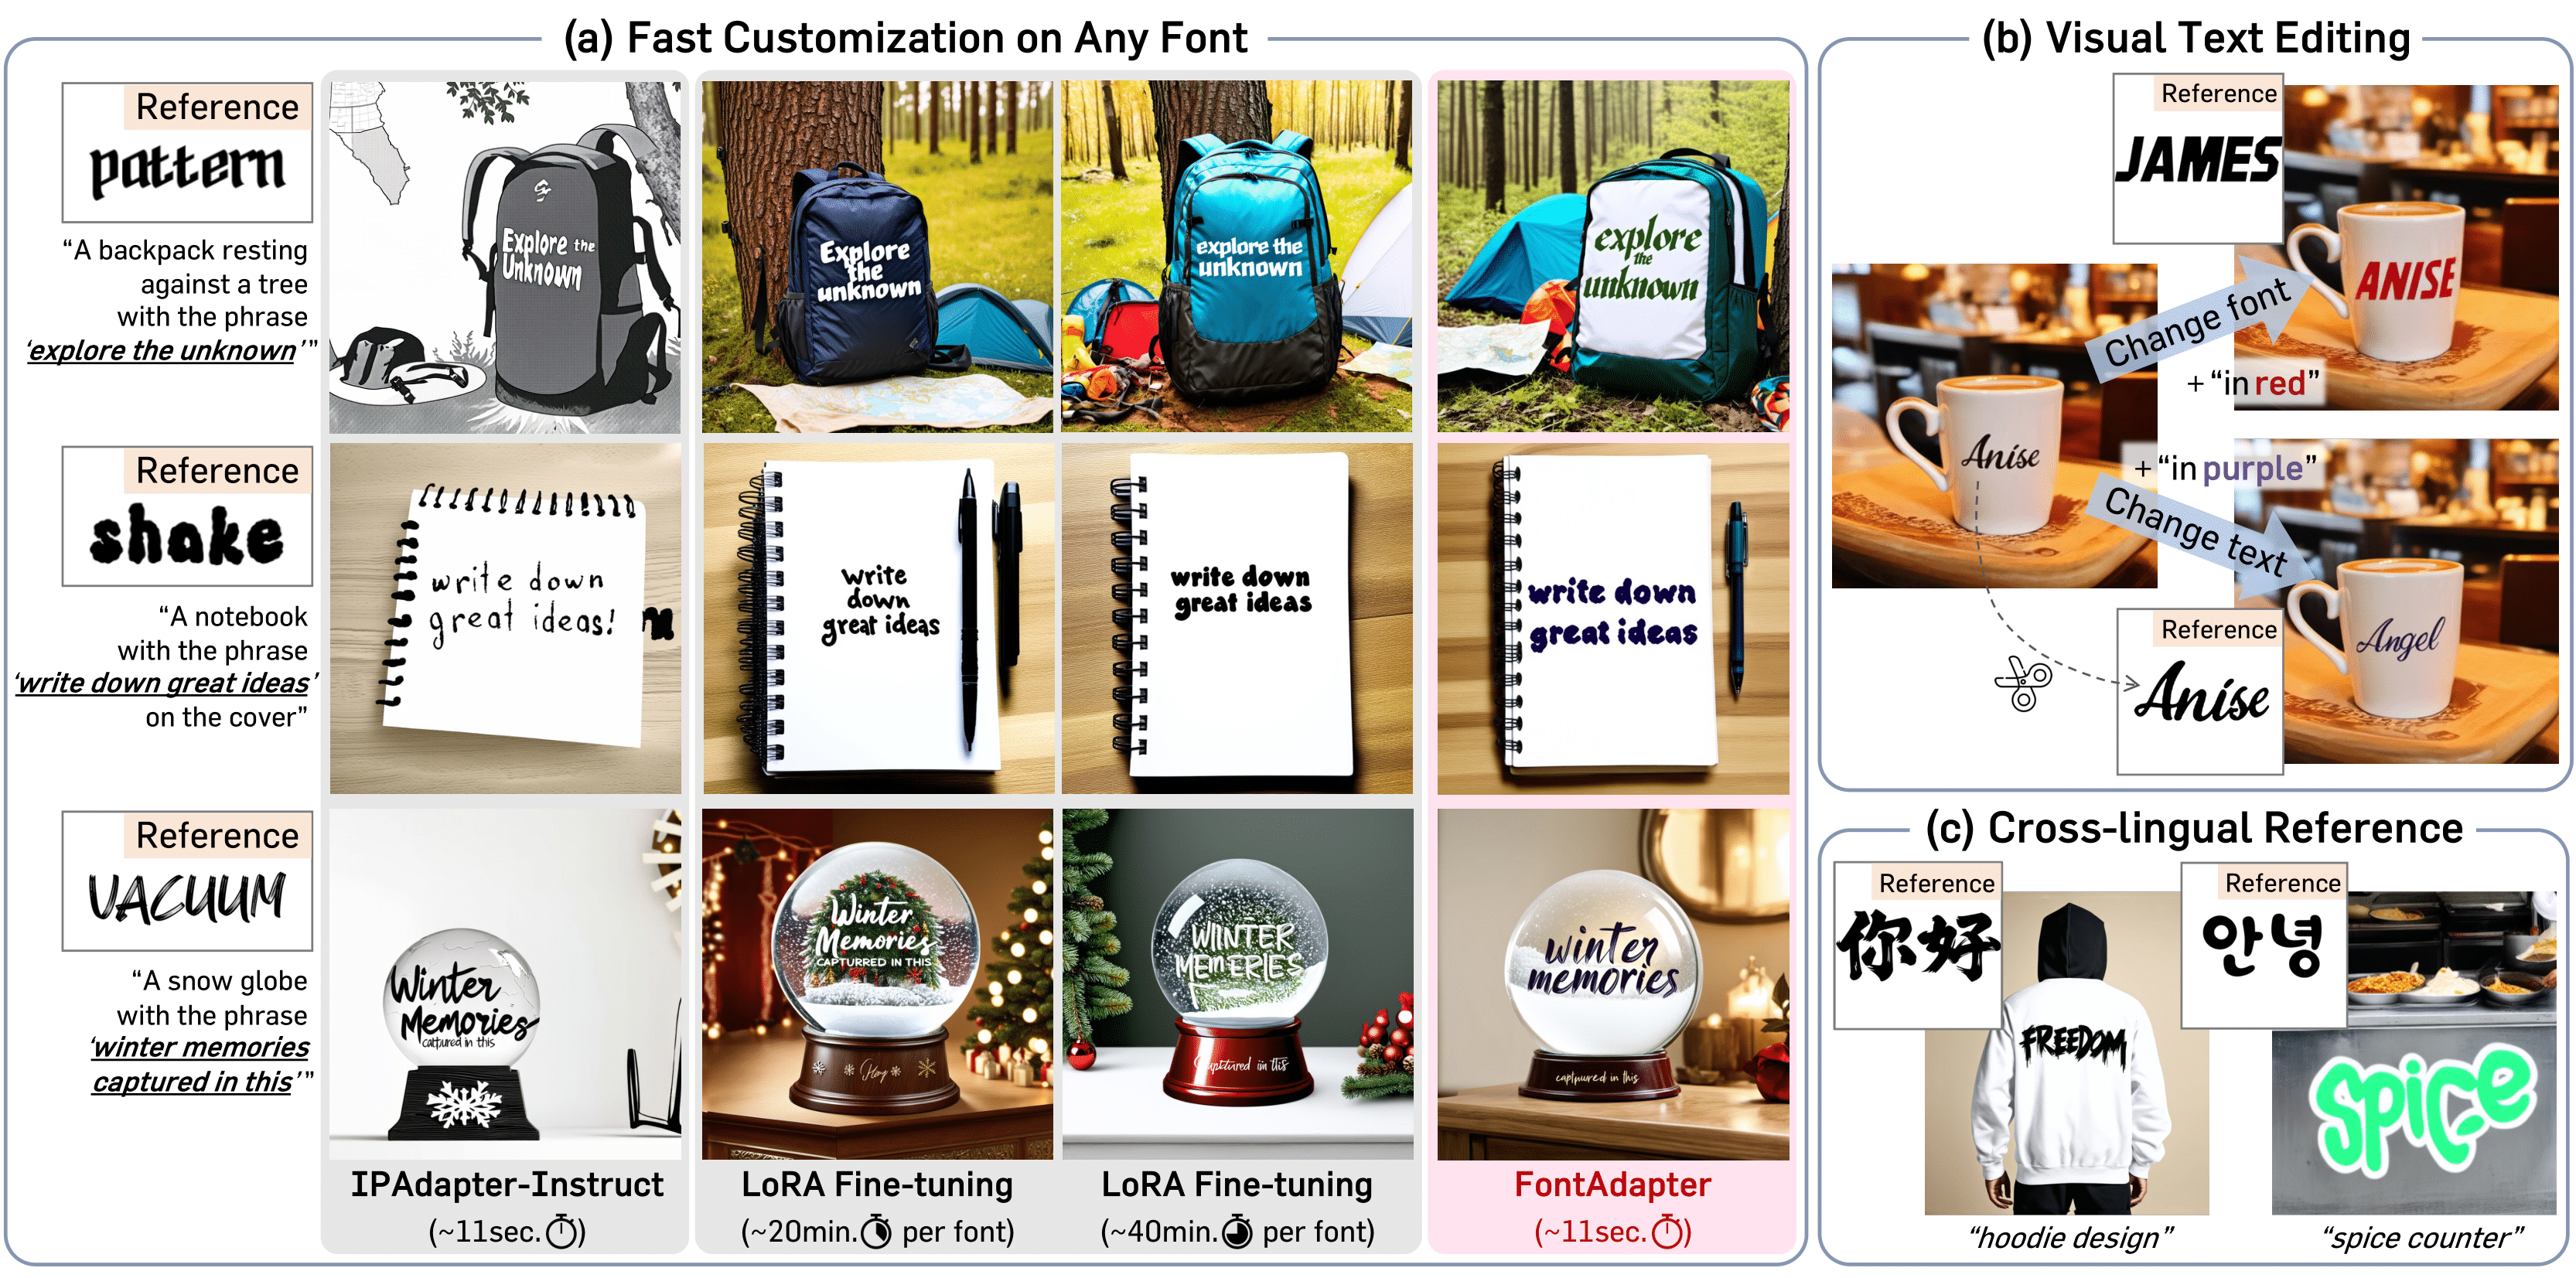 (a) Fast Customization on Any Font
Reference
pattern
“A backpack resting
against a tree
with the phrase
‘explore the unknown’”
Explore the
Unknown
Explore
the
unknown
explore the
unknown
explore
the
unknown
Reference
shake
“A notebook
with the phrase
‘write down great ideas’
on the cover”
write down
great ideas!
write
down
great ideas
write down
great ideas
write down
great ideas
Reference
VACUUM
“A snow globe
with the phrase
‘winter memories
captured in this’”
Winter
Memories
captured in this
Winter
Memories
CAPTURRED IN THIS
WIINTER
MEMERIES
Captured in this
winter
memories
IPAdapter-Instruct
(~11sec.)
LoRA Fine-tuning
(~20min. per font)
LoRA Fine-tuning
(~40min. per font)
FontAdapter
(~11sec.)
(b) Visual Text Editing
Reference
JAMES
ANISE
Change font
+ “in red”
Anise
+ “in purple”
Change text
Reference
Anise
Angel
(c) Cross-lingual Reference
Reference
你好
FREEDOM
“hoodie design”
Reference
안녕
spice
“spice counter”